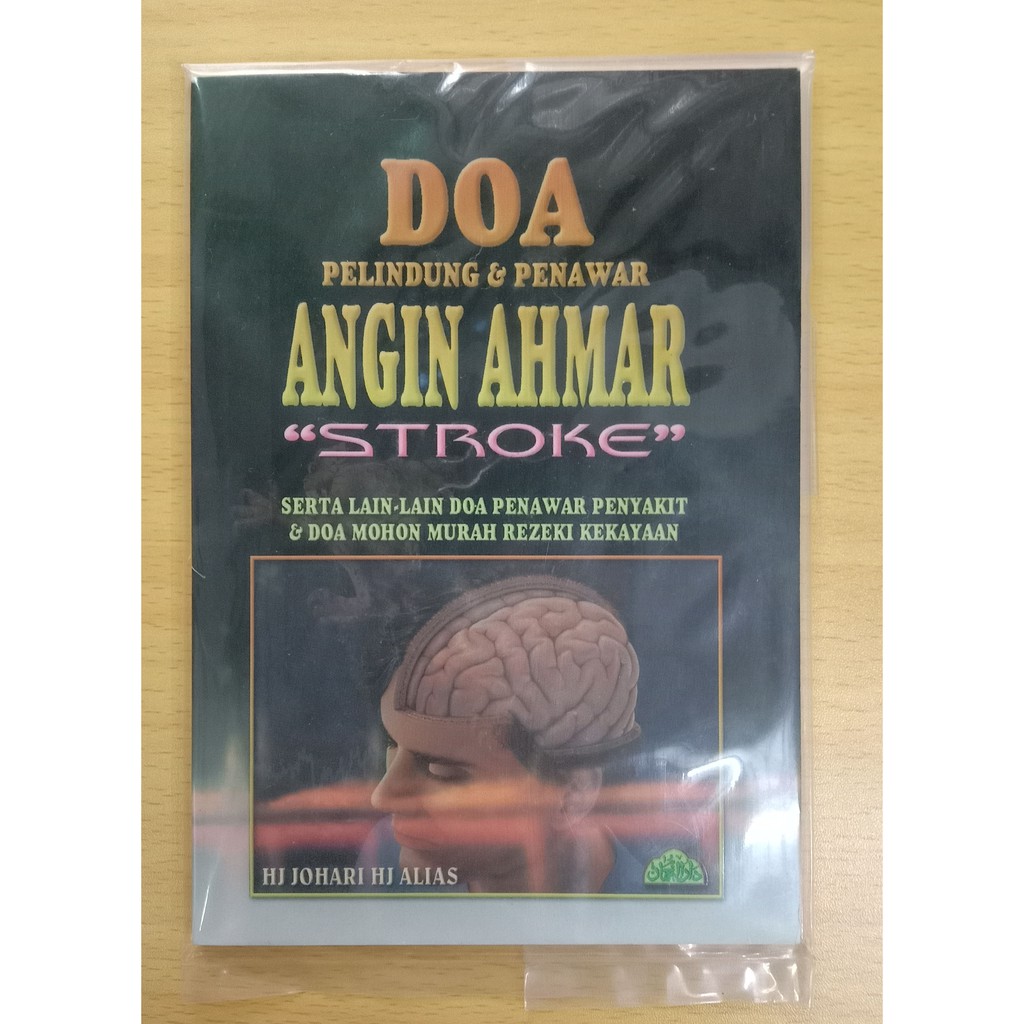 DOA
PELINDUNG & PENAWAR
ANGIN AHMAR
“STROKE”
SERTA LAIN-LAIN DOA PENAWAR PENYAKIT
& DOA MOHON MURAH REZEKI KEKAYAAN
HJ JOHARI HJ ALIAS